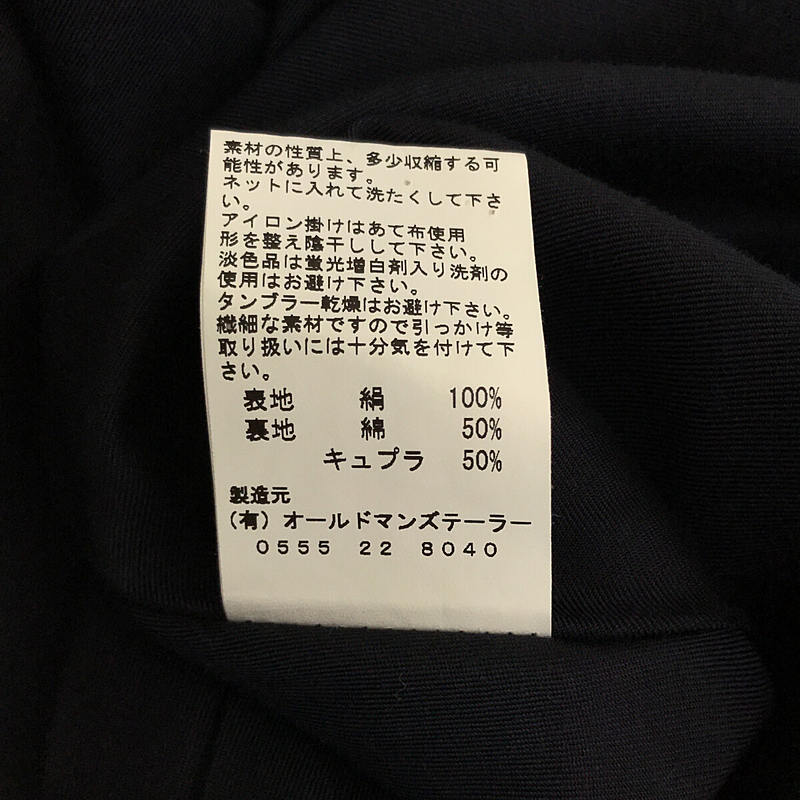 素材の性質上、多少収縮する可
能性があります。
ネットに入れて洗たくして下さ
い。
アイロン掛けはあて布使用
形を整え陰干しして下さい。
淡色品は蛍光増白剤入り洗剤の
使用はお避け下さい。
タンブラー乾燥はお避け下さい。
繊細な素材ですので引っかけ等
取り扱いには十分気を付けて下
さい。
表地 絹 100%
裏地 綿 50%
キュプラ 50%
製造元
(有)オールドマンズテーラー
0555 22 8040